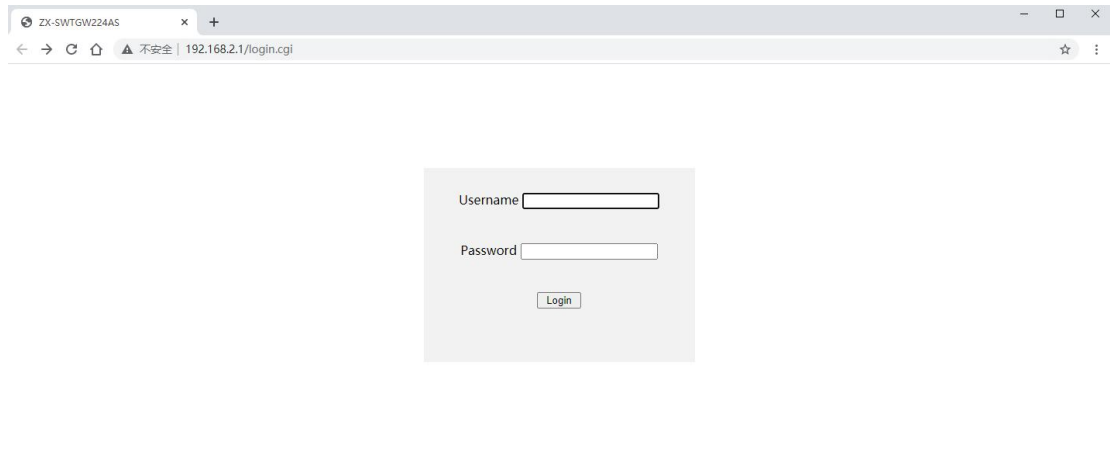 ZX-SWTGW224AS
不安全 | 192.168.2.1/login.cgi
Username
Password
Login